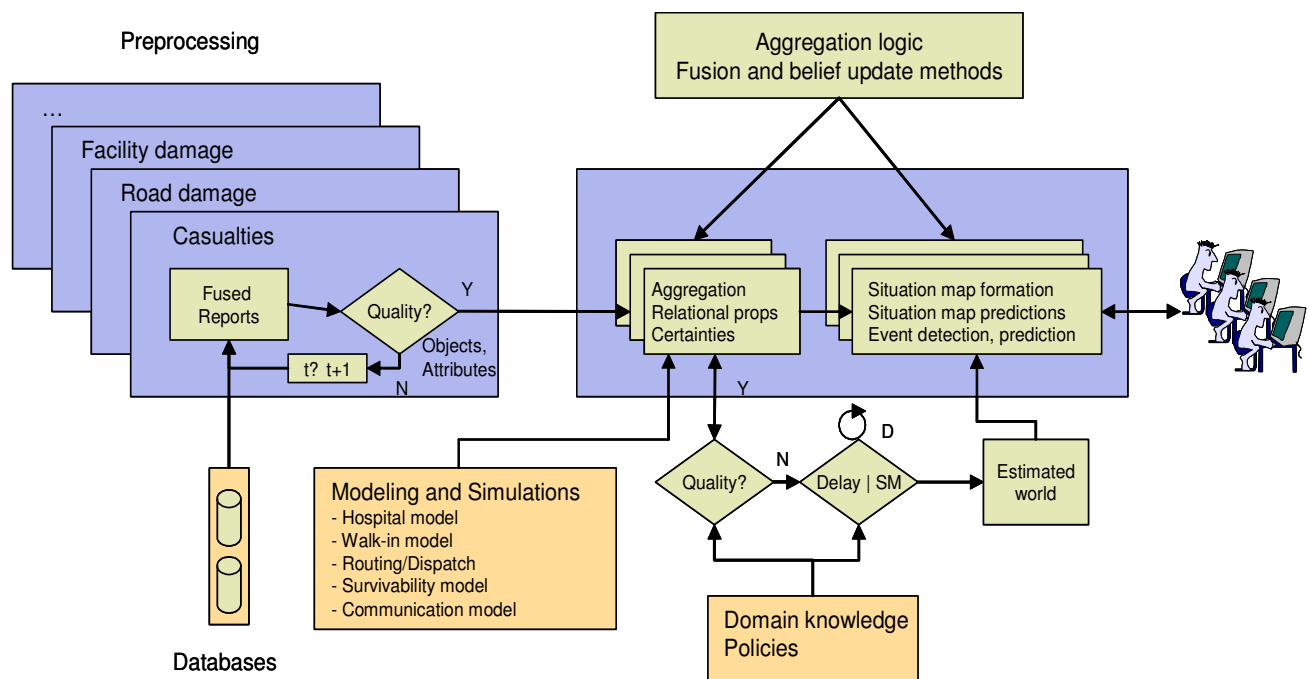 Preprocessing
…
Facility damage
Road damage
Casualties
Fused
Reports
Quality?
Y
Objects,
Attributes
t? t+1
N
Databases
Aggregation logic
Fusion and belief update methods
Aggregation
Relational props
Certainties
Situation map formation
Situation map predictions
Event detection, prediction
Y
Quality?
N
D
Delay | SM
Estimated
world
Modeling and Simulations
- Hospital model
- Walk-in model
- Routing/Dispatch
- Survivability model
- Communication model
Domain knowledge
Policies